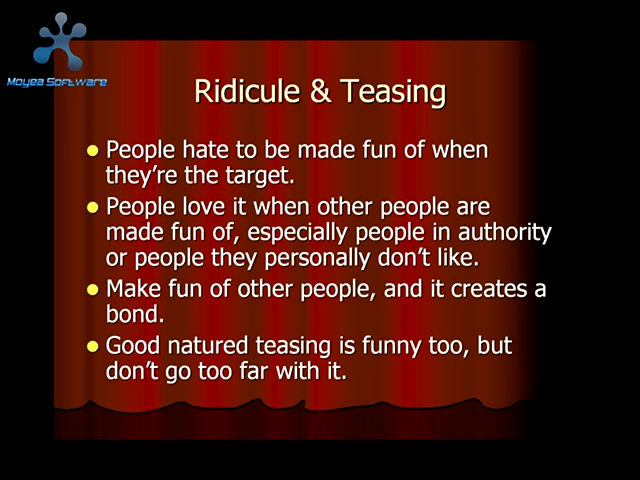 Moyea Software
Ridicule & Teasing
People hate to be made fun of when
they're the target.
People love it when other people are
made fun of, especially people in authority
or people they personally don't like.
Make fun of other people, and it creates a
bond.
Good natured teasing is funny too, but
don't go too far with it.